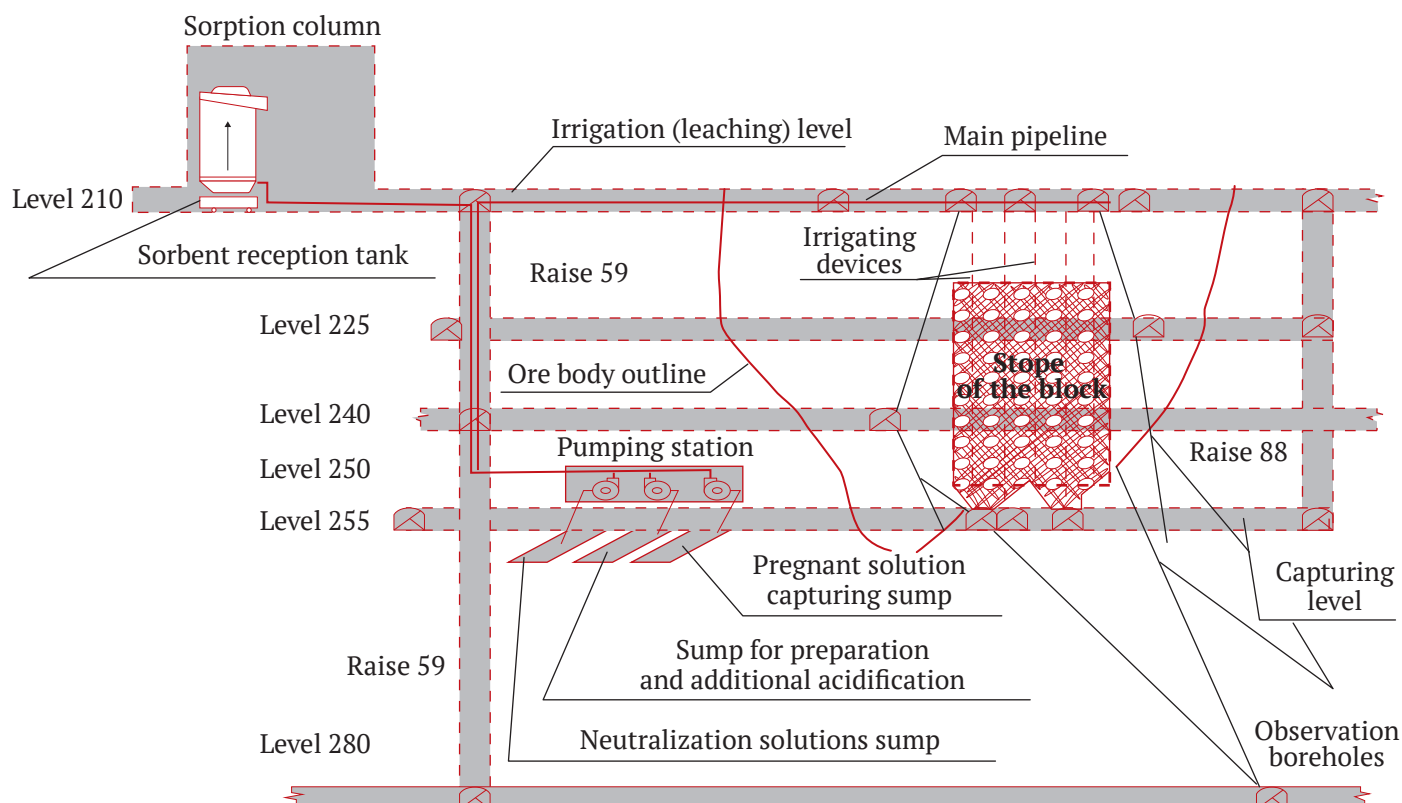 Sorption column
Irrigation (leaching) level
Main pipeline
Level 210
Sorbent reception tank
Raise 59
Irrigating
devices
Level 225
Ore body outline
Stope
of the block
Level 240
Pumping station
Level 250
Raise 88
Level 255
Pregnant solution
capturing sump
Capturing
level
Raise 59
Sump for preparation
and additional acidification
Level 280
Neutralization solutions sump
Observation
boreholes